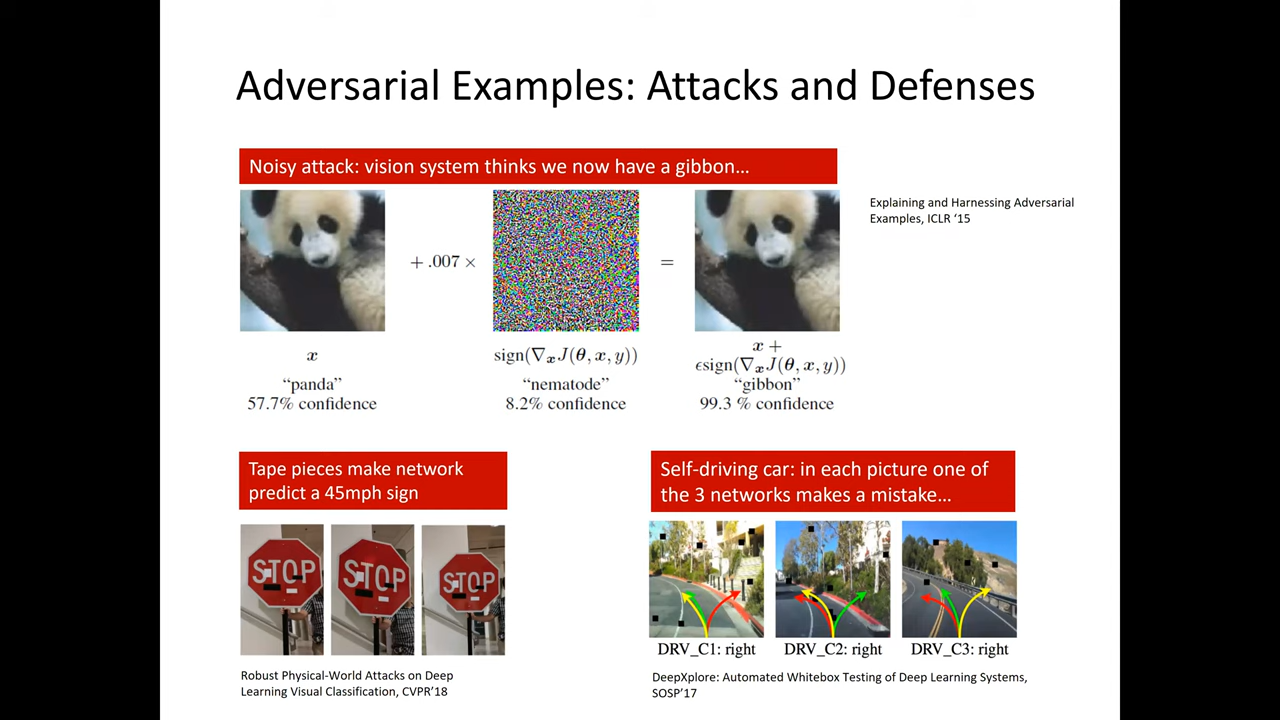 Adversarial Examples: Attacks and Defenses
Noisy attack: vision system thinks we now have a gibbon...
Explaining and Harnessing Adversarial
Examples, ICLR ‘15
+ .007 ×
=
x
“panda”
57.7% confidence
sign(∇xJ(θ, x, y))
“nematode”
8.2% confidence
x +
ϵsign(∇xJ(θ, x, y))
“gibbon”
99.3 % confidence
Tape pieces make network
predict a 45mph sign
STOP
STOP
STOP
Robust Physical-World Attacks on Deep
Learning Visual Classification, CVPR’18
Self-driving car: in each picture one of
the 3 networks makes a mistake...
DRV_C1: right
DRV_C2: right
DRV_C3: right
DeepXplore: Automated Whitebox Testing of Deep Learning Systems,
SOSP’17